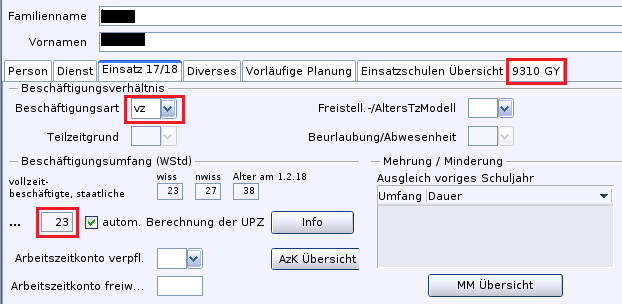 Familienname
Vornamen
Person Dienst Einsatz 17/18 Diverses Vorläufige Planung Einsatzschulen Übersicht 9310 GY
Beschäftigungsverhältnis
Beschäftigungsart vz Freistell.-/AltersTzModell
Teilzeitgrund Beurlaubung/Abwesenheit
Beschäftigungsumfang (WStd) Mehrung / Minderung
vollzeit- wiss nwiss Alter am 1.2.18 Ausgleich voriges Schuljahr
beschäftigte, staatliche 23 27 38 Umfang Dauer
... 23 autom. Berechnung der UPZ Info
Arbeitszeitkonto verpfl. AzK Übersicht
Arbeitszeitkonto freiw... MM Übersicht